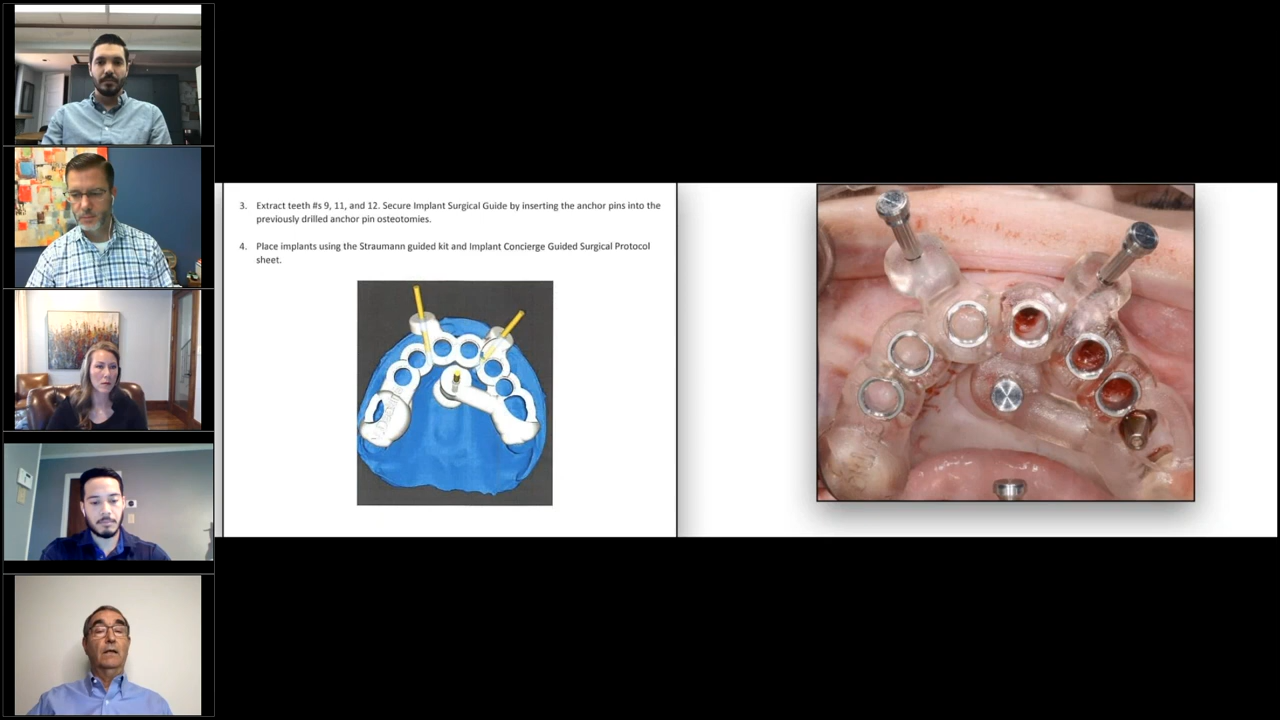 3. Extract teeth #s 9, 11, and 12. Secure Implant Surgical Guide by inserting the anchor pins into the
previously drilled anchor pin osteotomies.
4. Place implants using the Straumann guided kit and Implant Concierge Guided Surgical Protocol
sheet.